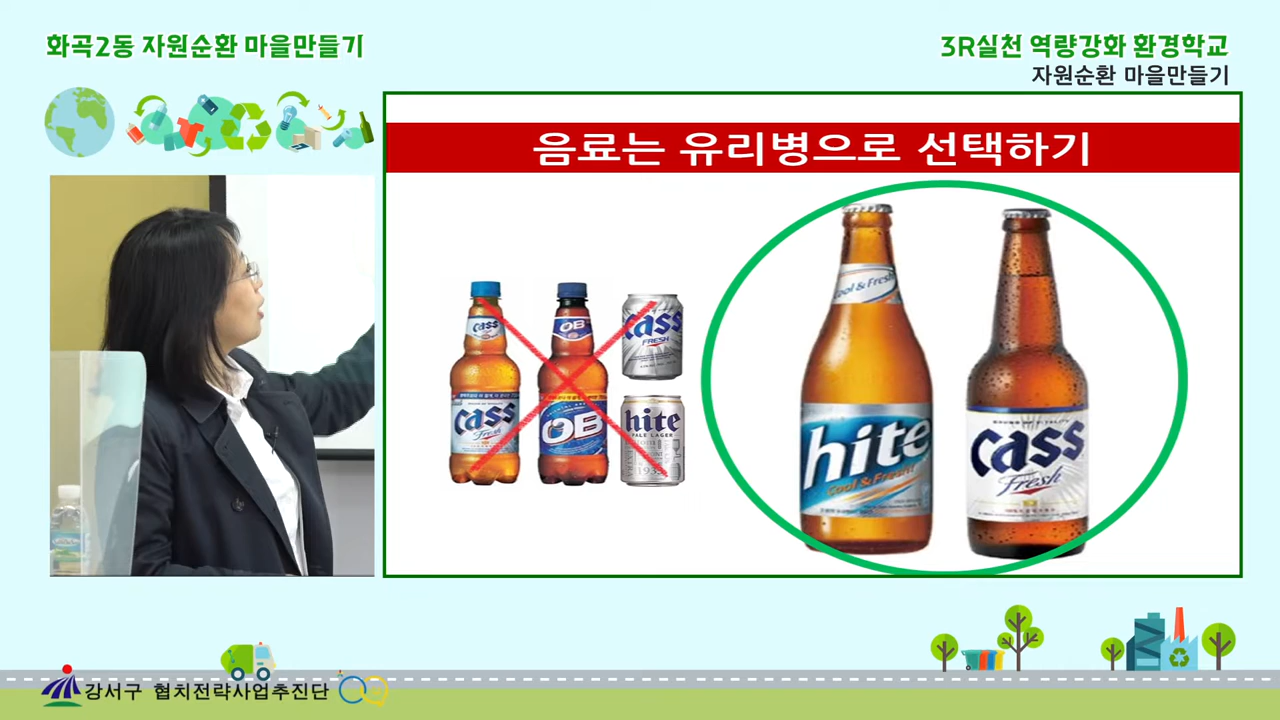 화곡2동 자원순환 마을만들기
3R실천 역량강화 환경학교
자원순환 마을만들기
음료는 유리병으로 선택하기
Cass
Fresh
OB
OB
Cass
FRESH
hite
PALE LAGER
1933
Cool & Fresh
hite
Cool & Fresh!
Cass
Fresh
강서구 협치전략사업추진단